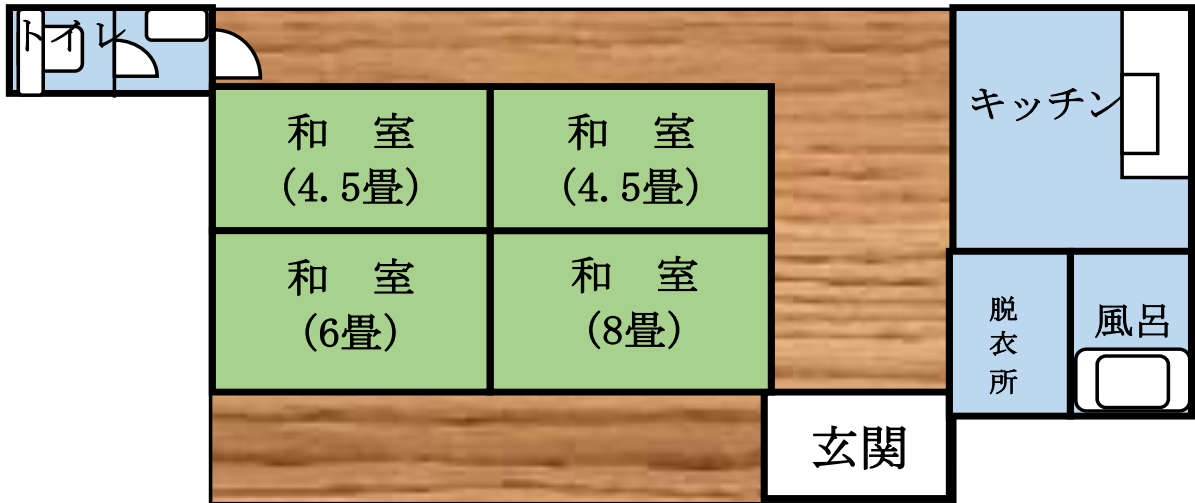 トイレ
キッチン
和　室
(4.5畳)
和　室
(4.5畳)
和　室
(6畳)
和　室
(8畳)
脱衣所
風呂
玄関